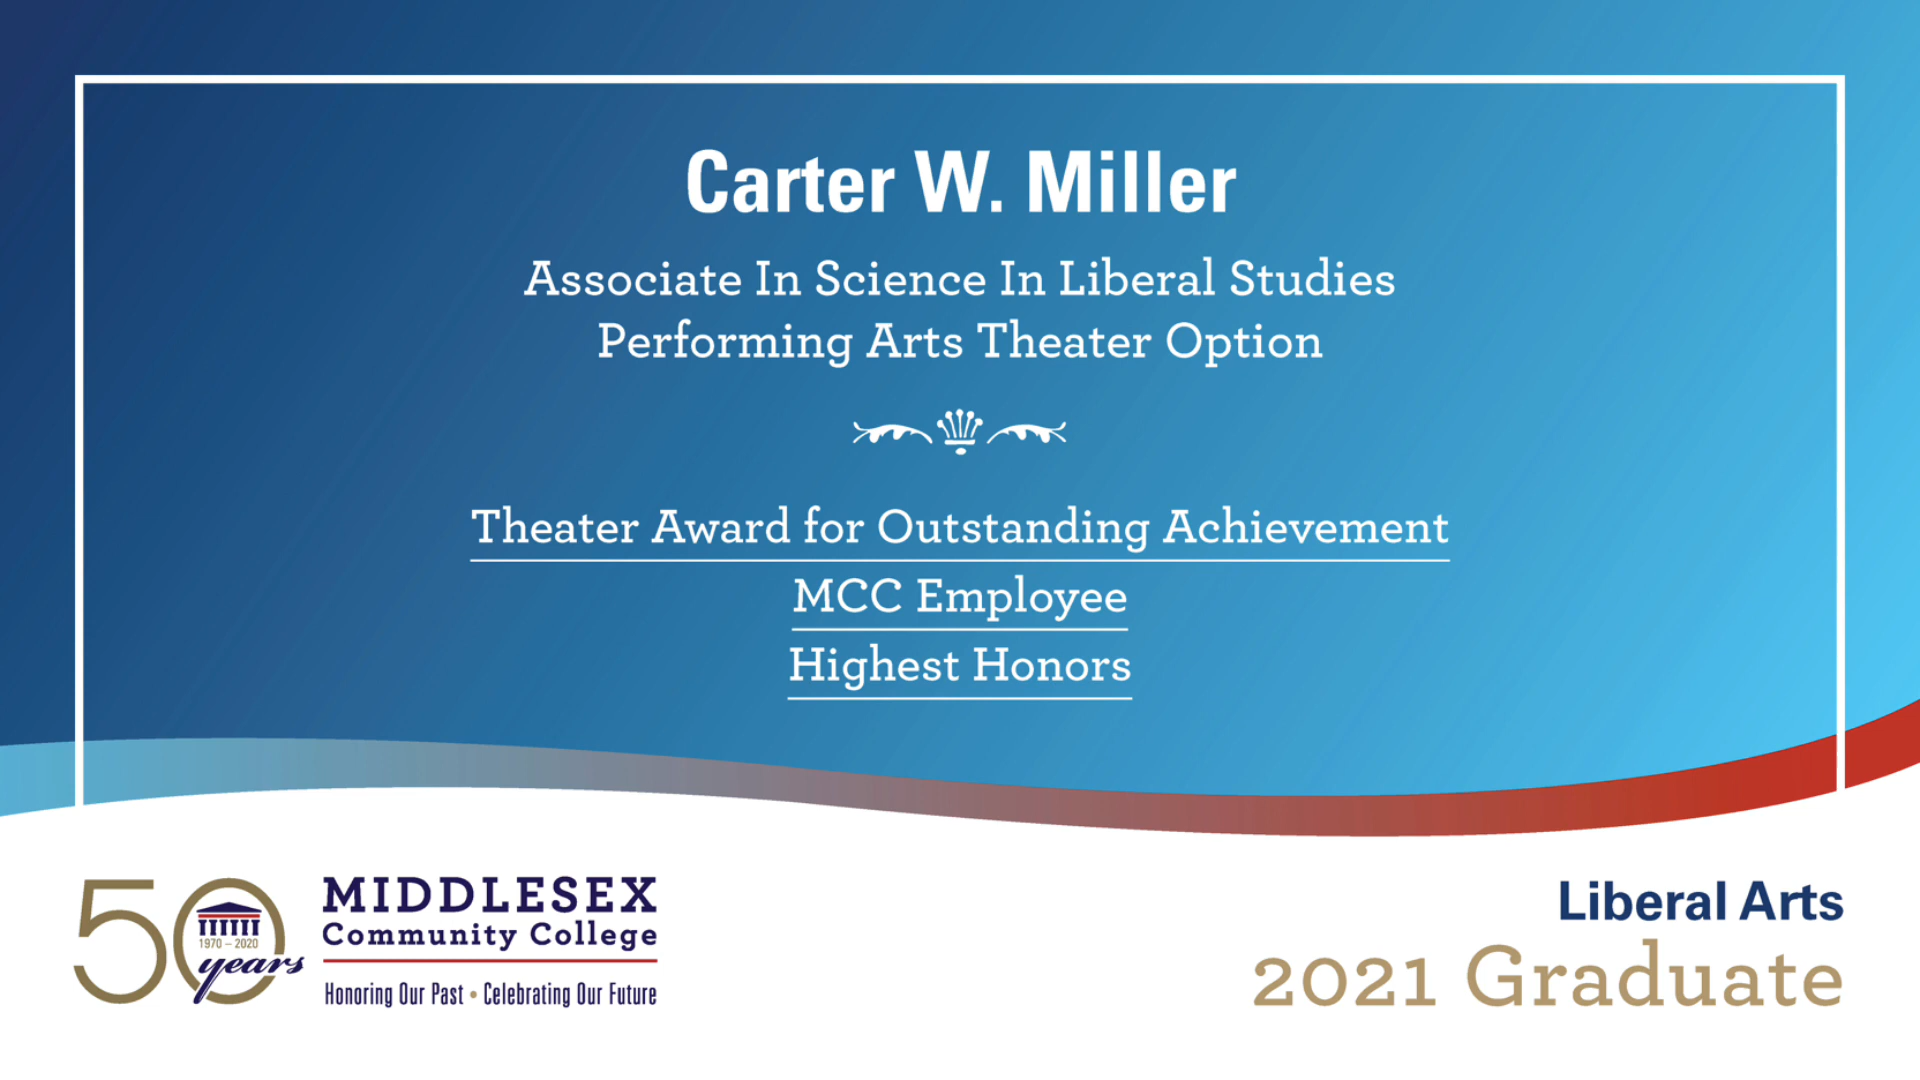 Carter W. Miller
Associate In Science In Liberal Studies
Performing Arts Theater Option
Theater Award for Outstanding Achievement
MCC Employee
Highest Honors
50
1970 – 2020
years
MIDDLESEX
Community College
Honoring Our Past • Celebrating Our Future
Liberal Arts
2021 Graduate